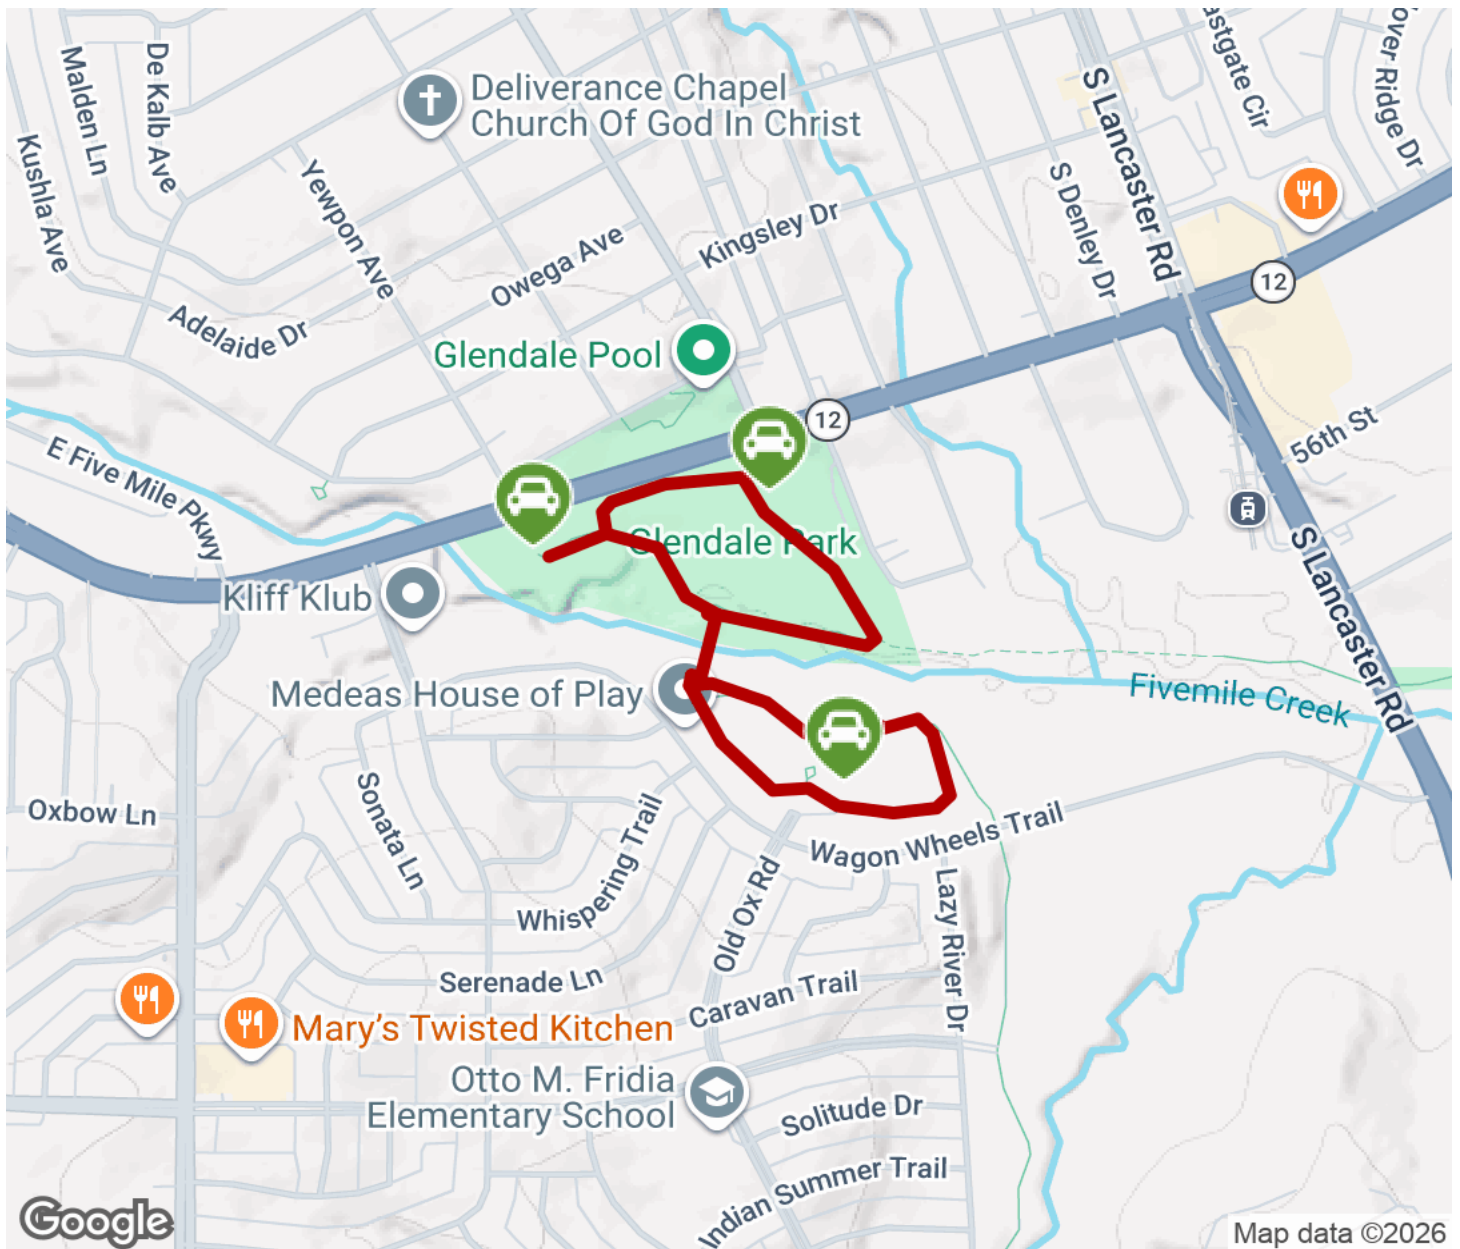 De Kalb Ave
Malden Ln
Kushla Ave
Deliverance Chapel
Church Of God In Christ
S Lancaster Rd
astgate Cir
over Ridge Dr
Yewpon Ave
Owega Ave
Kingsley Dr
S Denley Dr
12
Adelaide Dr
Glendale Pool
12
56th St
E Five Mile Pkwy
Glendale Park
S Lancaster Rd
Kliff Klub
Medeas House of Play
Fivemile Creek
Oxbow Ln
Sonata Ln
Whispering Trail
Wagon Wheels Trail
Old Ox Rd
Lazy River Dr
Serenade Ln
Caravan Trail
Mary's Twisted Kitchen
Otto M. Fridia
Elementary School
Solitude Dr
Indian Summer Trail
Google
Map data ©2026